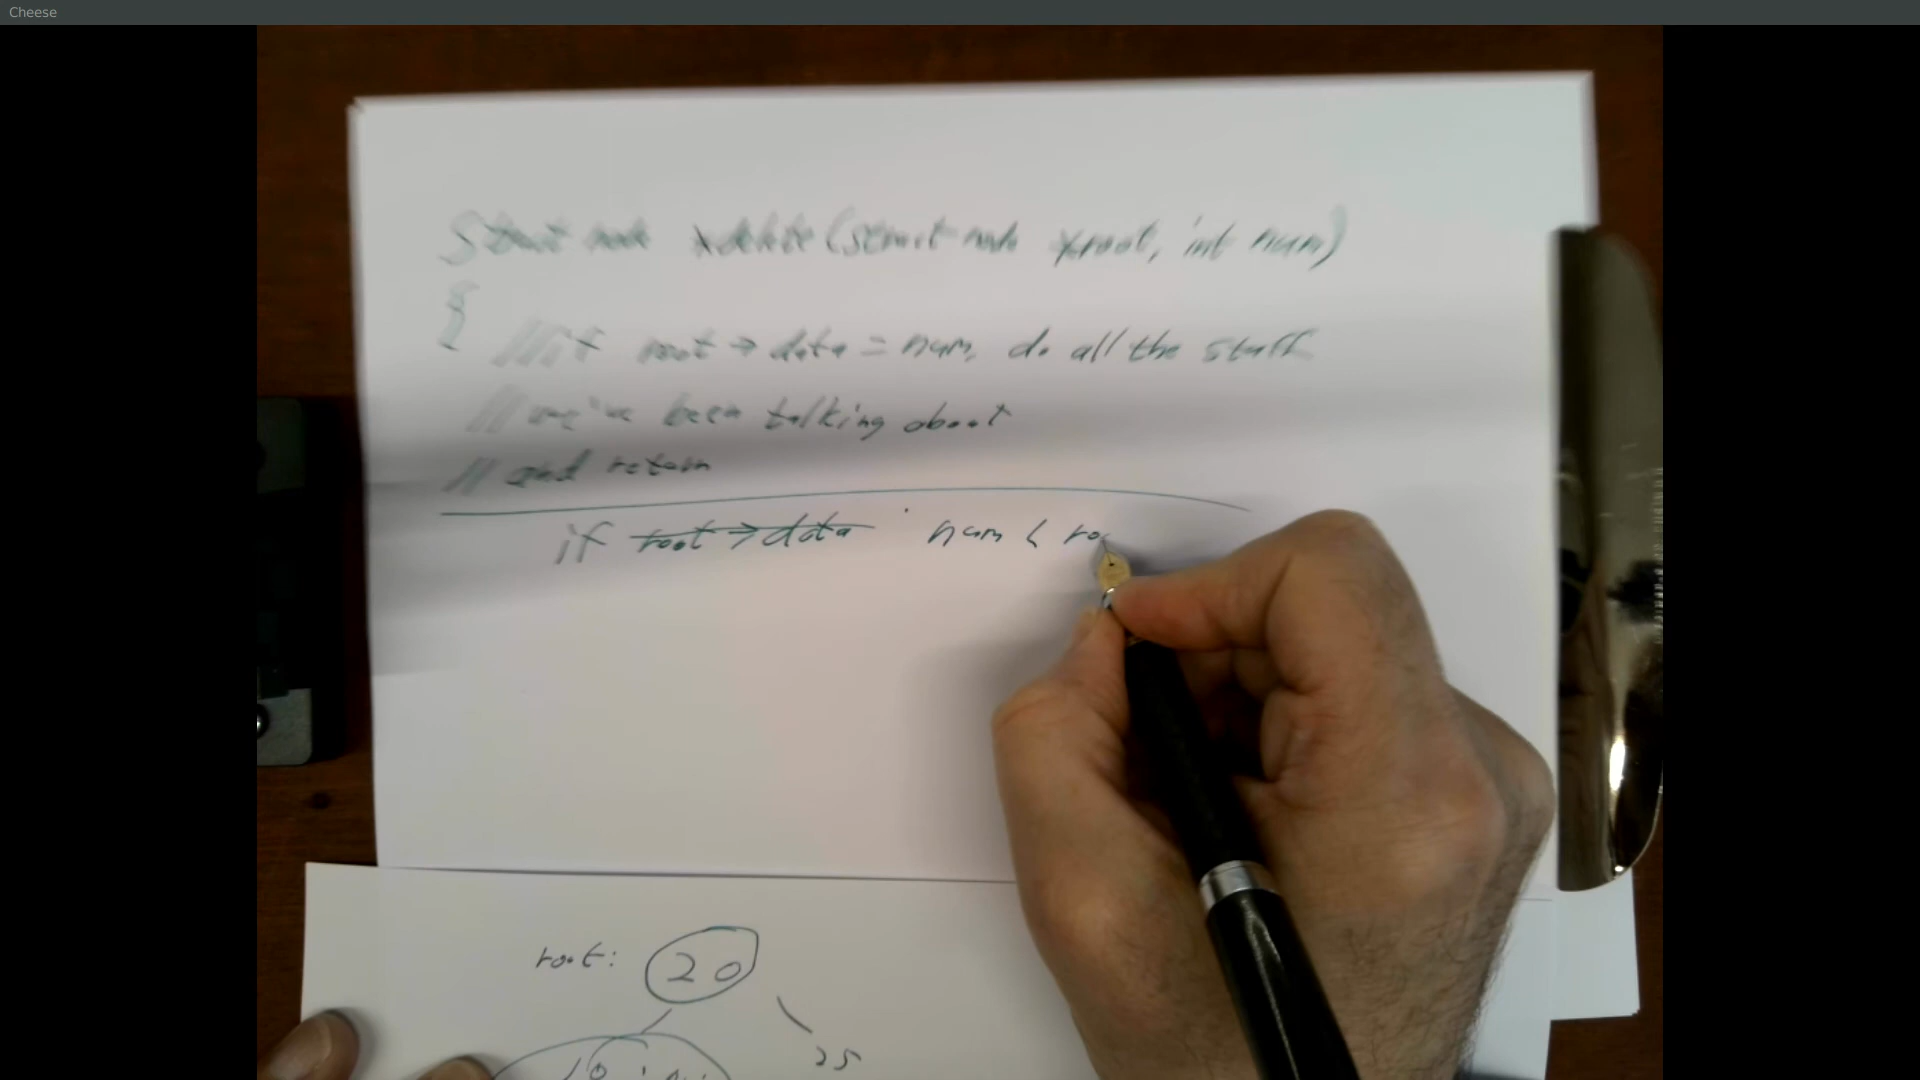 Cheese
struct node *delete(struct node *root, int num)
{
///if root → data = num, do all the stuff
// we've been talking about
// and return
if root → data num < ro
root: 20
25
10